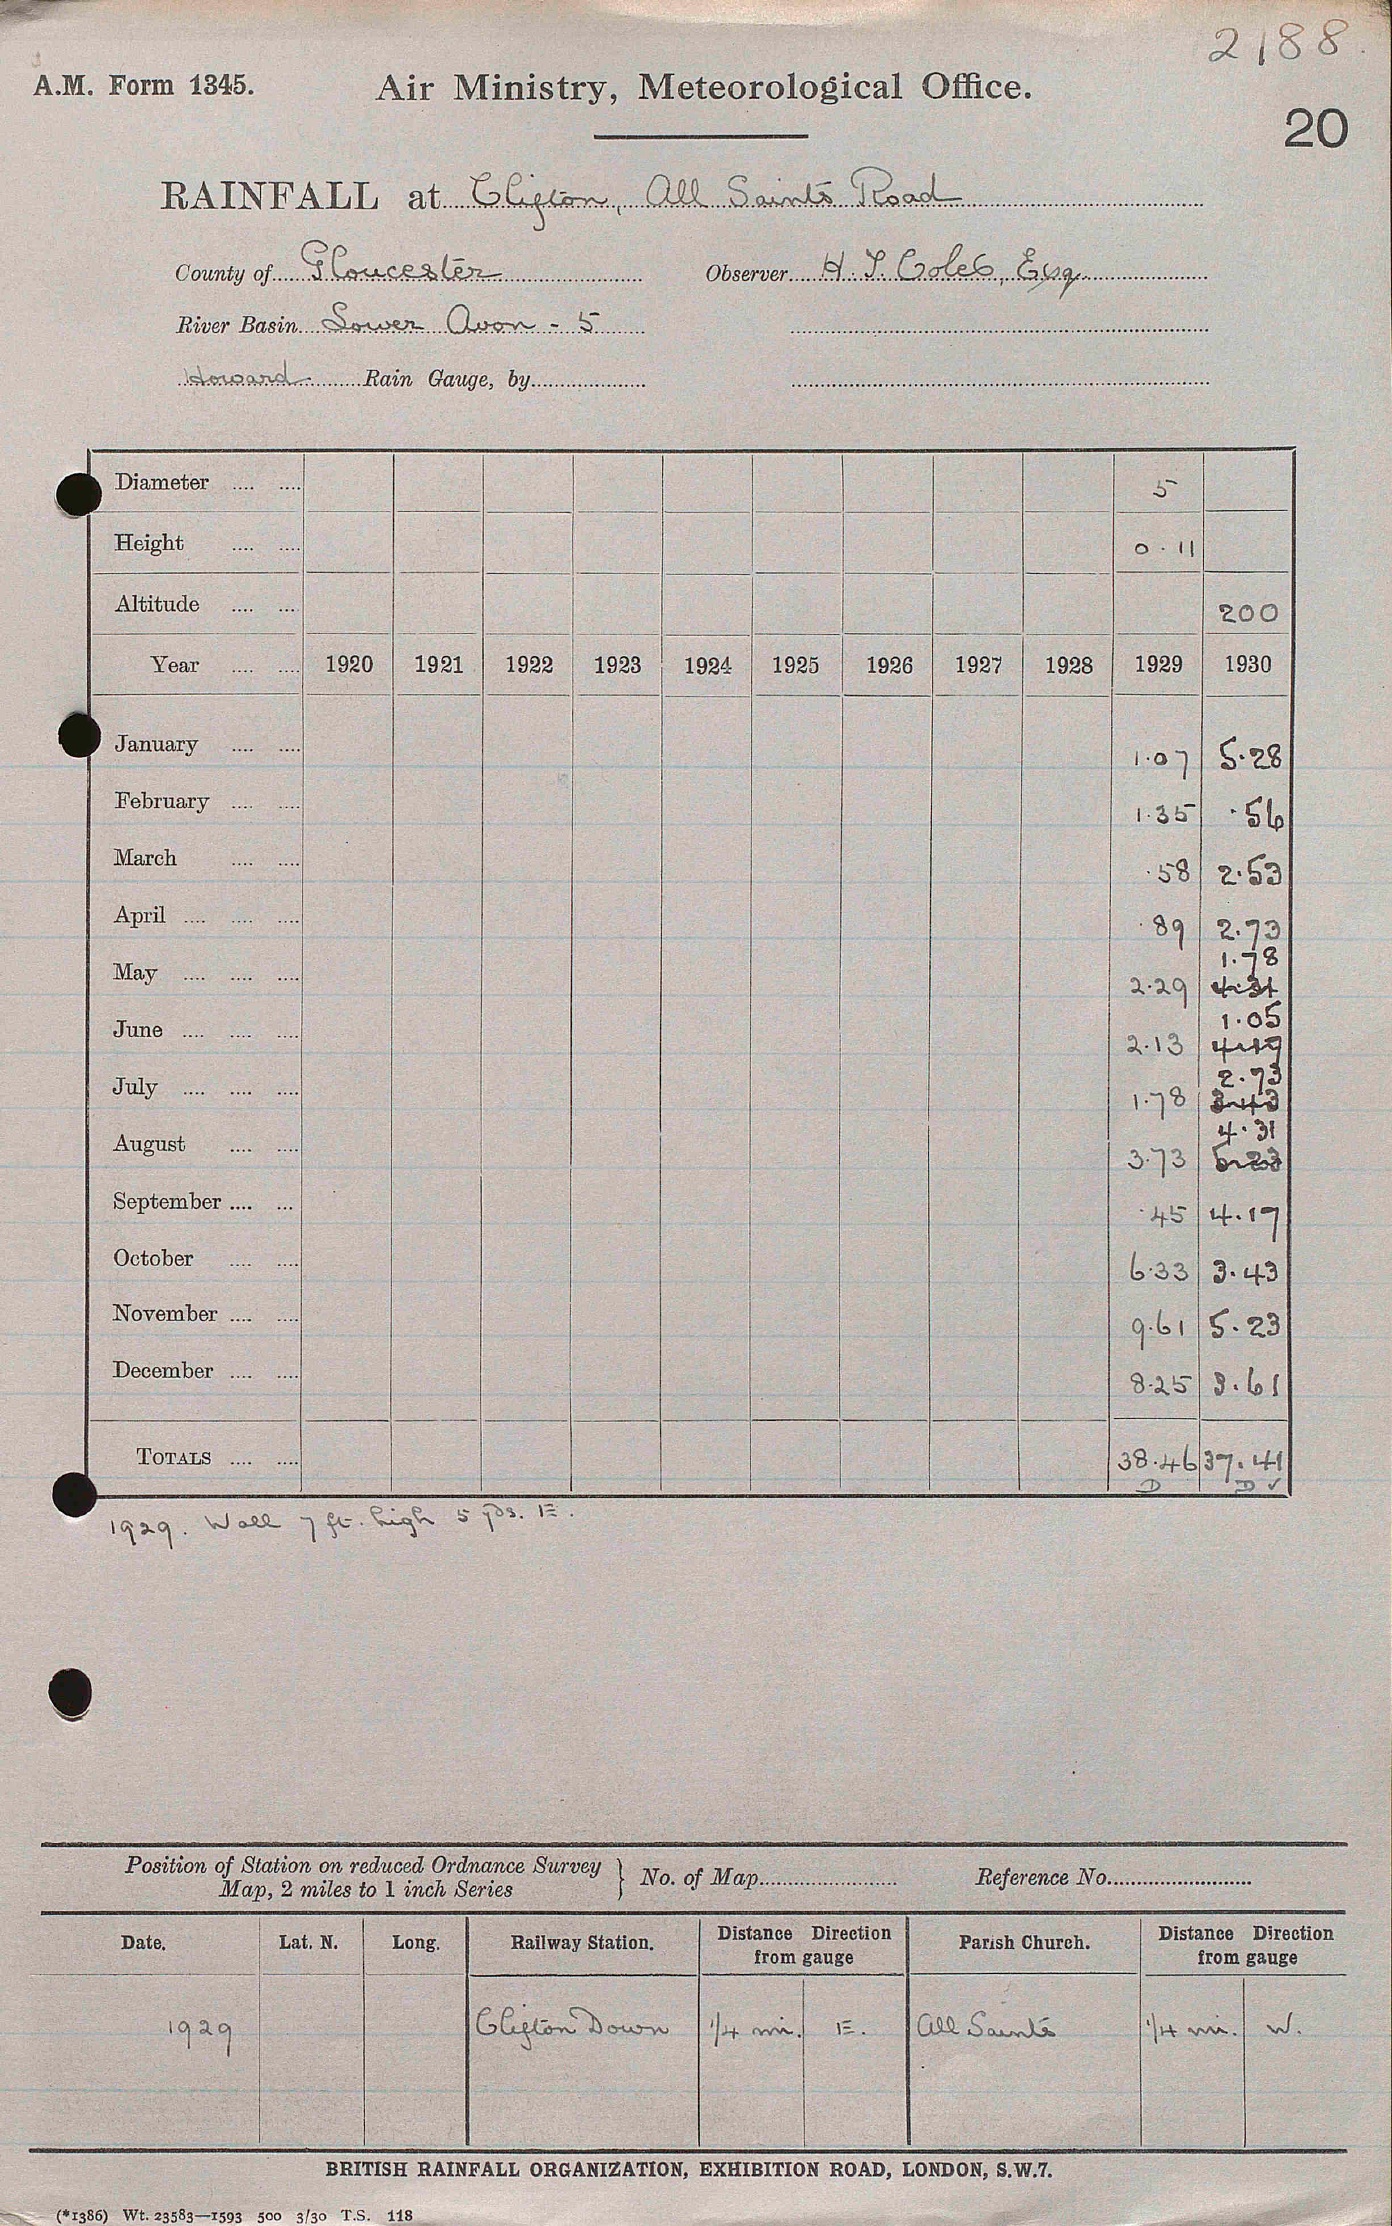 2188.
A.M. Form 1345. Air Ministry, Meteorological Office.
20
RAINFALL at Clifton, All Saints Road
County of Gloucester Observer H. T. Coles, Esq.
River Basin Lower Avon - 5
Howard Rain Gauge, by
Diameter 5
Height 0.11
Altitude 200
Year 1920 1921 1922 1923 1924 1925 1926 1927 1928 1929 1930
January 1.07 5.28
February 1.35 .56
March .58 2.53
April .89 2.73
1.78
May 2.29 4.31
1.05
June 2.13 4.19
2.73
July 1.78 3.43
4.31
August 3.73 5.23
September .45 4.17
October 6.33 3.43
November 9.61 5.23
December 8.25 3.61
TOTALS 38.46 37.41
D D ✓
1929. Wall 7 ft. high 5 yds. E.
Position of Station on reduced Ordnance Survey
Map, 2 miles to 1 inch Series } No. of Map Reference No.
Date. Lat. N. Long. Railway Station. Distance Direction from gauge Parish Church. Distance Direction from gauge
1929 Clifton Down 1/4 mi. E. All Saints 1/4 mi. W.
BRITISH RAINFALL ORGANIZATION, EXHIBITION ROAD, LONDON, S.W.7.
(*1386) Wt. 23583—1593 500 3/30 T.S. 118